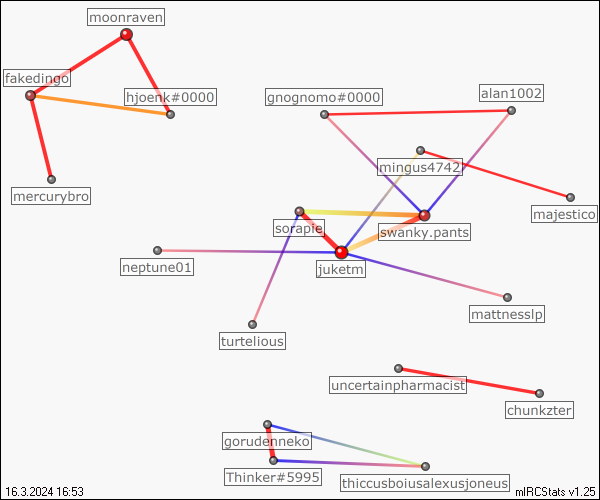 moonraven
fakedingo
hjoenk#0000
gnognomo#0000
alan1002
mingus4742
mercurybro
majestico
sorapie
swanky.pants
neptune01
juketm
mattnesslp
turtelious
uncertainpharmacist
chunkzter
gorudenneko
Thinker#5995
thiccusboiusalexusjoneus
16.3.2024 16:53
mIRCStats v1.25